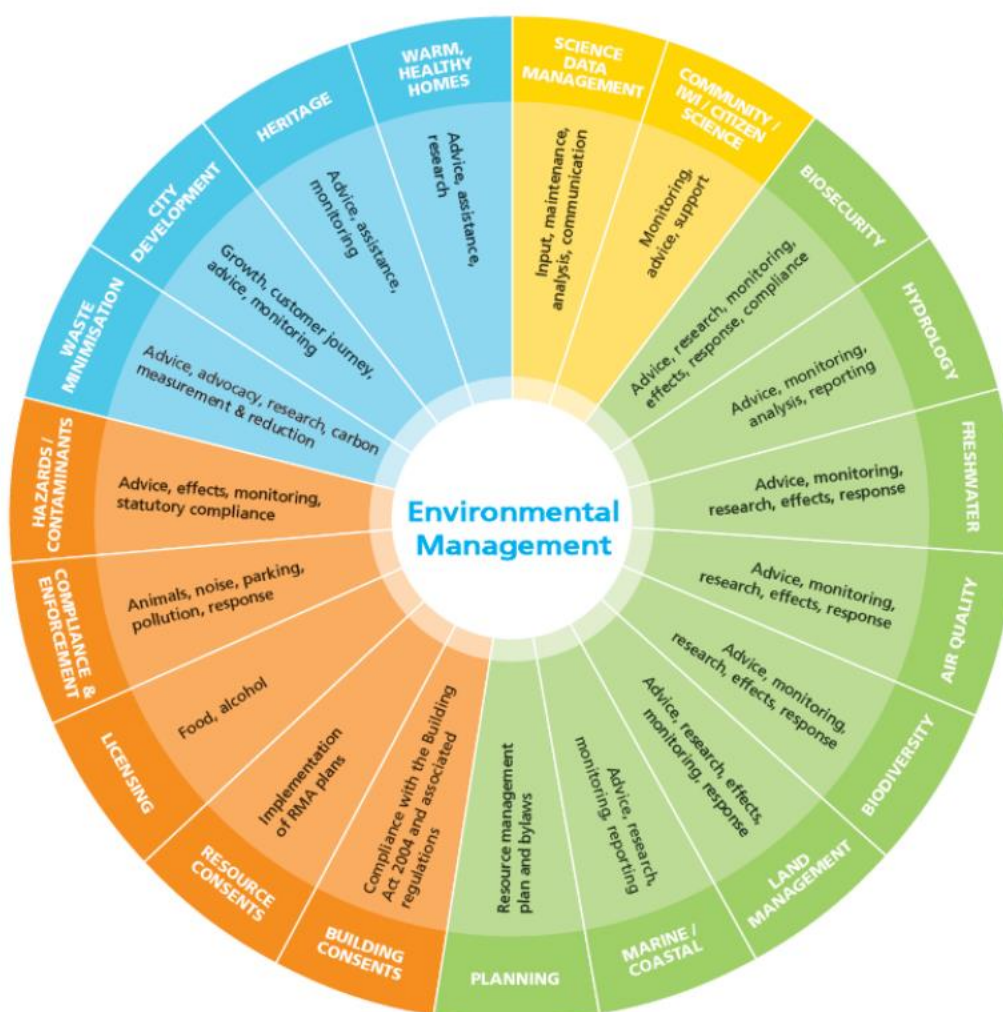 Environmental
Management
SCIENCE
DATA
MANAGEMENT
Input, maintenance,
analysis, communication
COMMUNITY /
IWI / CITIZEN
SCIENCE
Monitoring,
advice, support
BIOSECURITY
Advice, research, monitoring,
effects, response, compliance
HYDROLOGY
Advice, monitoring,
analysis, reporting
FRESHWATER
Advice, monitoring,
research, effects, response
AIR QUALITY
Advice, monitoring,
research, effects, response
BIODIVERSITY
Advice, monitoring,
research, effects, response
LAND
MANAGEMENT
Advice, research, effects,
monitoring, response
MARINE /
COASTAL
Advice, research,
monitoring, reporting
PLANNING
Resource management
plan and bylaws
BUILDING
CONSENTS
Compliance with the Building
Act 2004 and associated
regulations
RESOURCE
CONSENTS
Implementation
of RMA plans
LICENSING
Food, alcohol
COMPLIANCE &
ENFORCEMENT
Animals, noise, parking,
pollution, response
HAZARDS /
CONTAMINANTS
Advice, effects, monitoring,
statutory compliance
WASTE
MINIMISATION
Advice, advocacy, research, carbon
measurement & reduction
CITY
DEVELOPMENT
Growth, customer journey,
advice, monitoring
HERITAGE
Advice, assistance,
monitoring
WARM,
HEALTHY
HOMES
Advice, assistance,
research